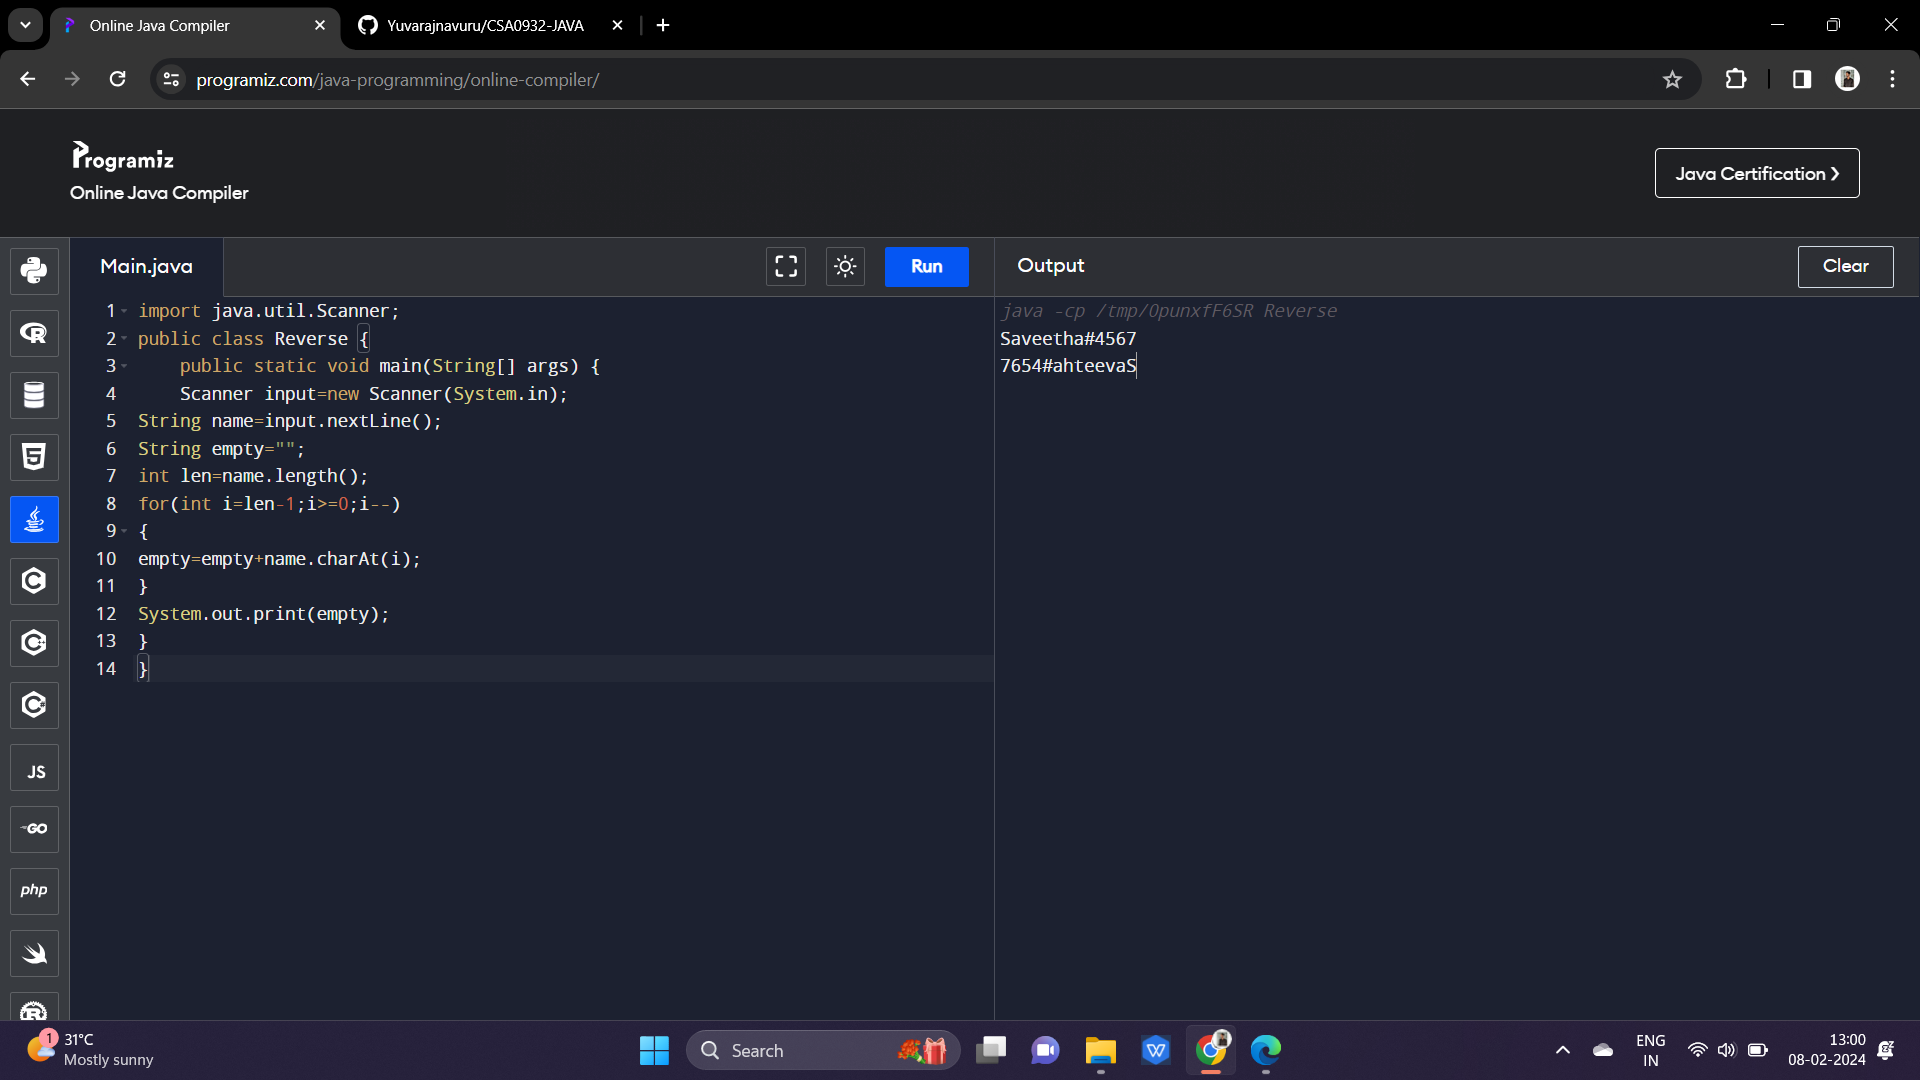 Online Java Compiler
Yuvarajnavuru/CSA0932-JAVA
programiz.com/java-programming/online-compiler/
Programiz
Online Java Compiler
Java Certification ❯
Main.java
Run
Output
Clear
1 import java.util.Scanner;
2 public class Reverse {
3 public static void main(String[] args) {
4 Scanner input=new Scanner(System.in);
5 String name=input.nextLine();
6 String empty="";
7 int len=name.length();
8 for(int i=len-1;i>=0;i--)
9 {
10 empty=empty+name.charAt(i);
11 }
12 System.out.print(empty);
13 }
14 }
java -cp /tmp/OpunxfF6SR Reverse
Saveetha#4567
7654#ahteevaS
JS
GO
php
1
31°C
Mostly sunny
Search
ENG
IN
13:00
08-02-2024